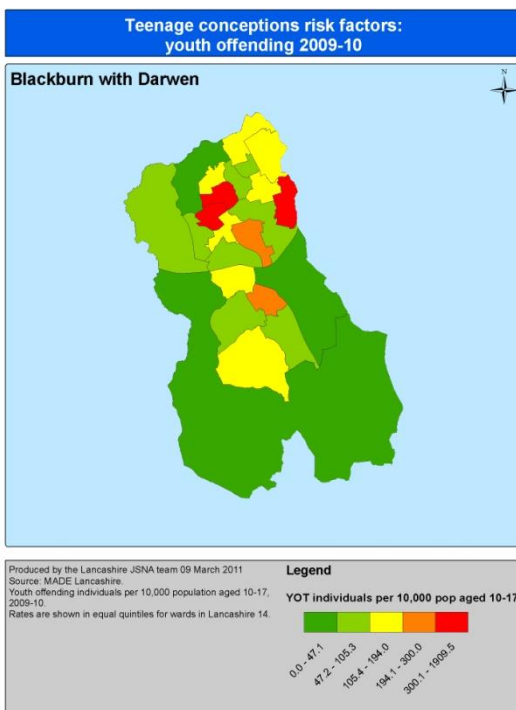 Teenage conceptions risk factors:
youth offending 2009-10
Blackburn with Darwen
N
Produced by the Lancashire JSNA team 09 March 2011
Source: MADE Lancashire.
Youth offending individuals per 10,000 population aged 10-17,
2009-10.
Rates are shown in equal quintiles for wards in Lancashire 14.
Legend
YOT individuals per 10,000 pop aged 10-17
0.0 - 47.1
47.2 - 105.3
105.4 - 194.0
194.1 - 300.0
300.1 - 1909.5